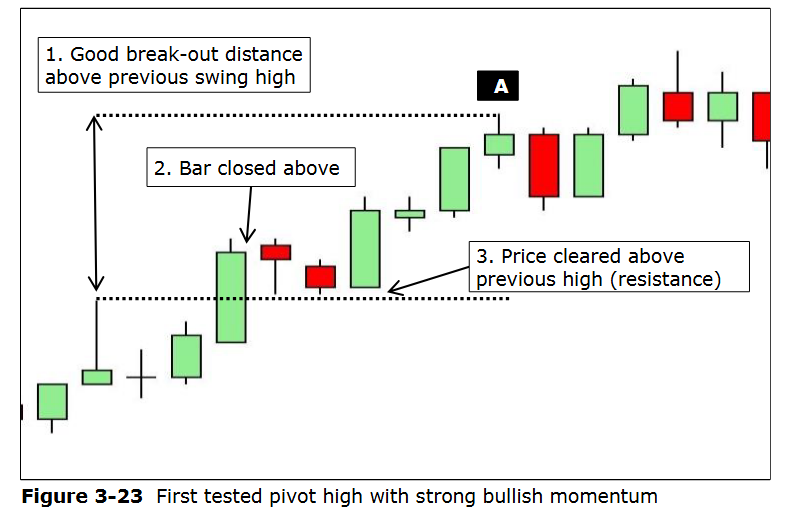 1. Good break-out distance
above previous swing high
A
2. Bar closed above
3. Price cleared above
previous high (resistance)
Figure 3-23 First tested pivot high with strong bullish momentum